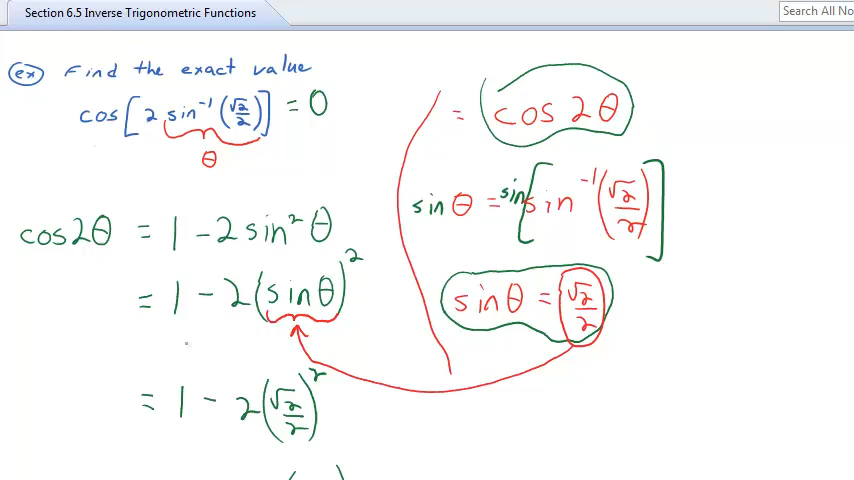 Section 6.5 Inverse Trigonometric Functions
Search All No
ex Find the exact value
cos[2 sin⁻¹(√2/2)] = 0
θ
= cos 2θ
sin θ = sin[sin⁻¹(√2/2)]
sin θ = √2/2
cos2θ = 1 - 2 sin²θ
= 1 - 2(sin θ)²
= 1 - 2(√2/2)²